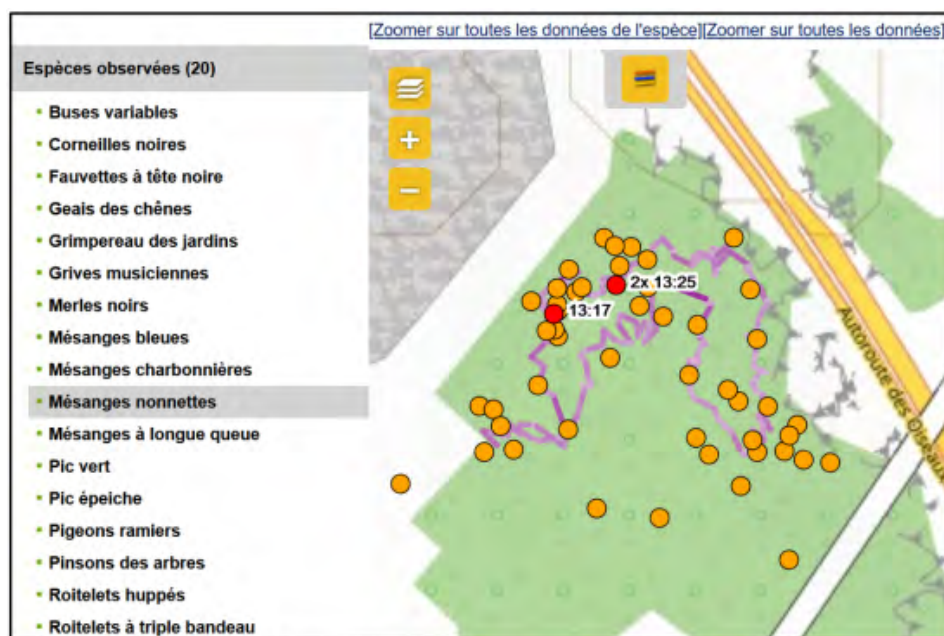 [Zoomer sur toutes les données de l'espèce][Zoomer sur toutes les données]
Espèces observées (20)
Buses variables
Corneilles noires
Fauvettes à tête noire
Geais des chênes
Grimpereau des jardins
Grives musiciennes
Merles noirs
Mésanges bleues
Mésanges charbonnières
Mésanges nonnettes
Mésanges à longue queue
Pic vert
Pic épeiche
Pigeons ramiers
Pinsons des arbres
Roitelets huppés
Roitelets à triple bandeau
2x 13:25
13:17
Autoroute des Oiseaux